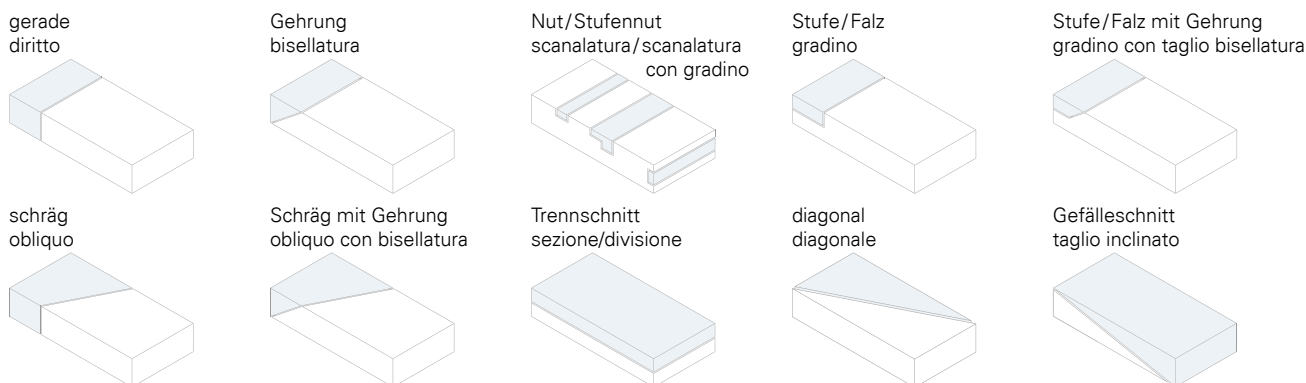 gerade
diritto
Gehrung
bisellatura
Nut/Stufennut
scanalatura/scanalatura
con gradino
Stufe/Falz
gradino
Stufe/Falz mit Gehrung
gradino con taglio bisellatura
schräg
obliquo
Schräg mit Gehrung
obliquo con bisellatura
Trennschnitt
sezione/divisione
diagonal
diagonale
Gefälleschnitt
taglio inclinato